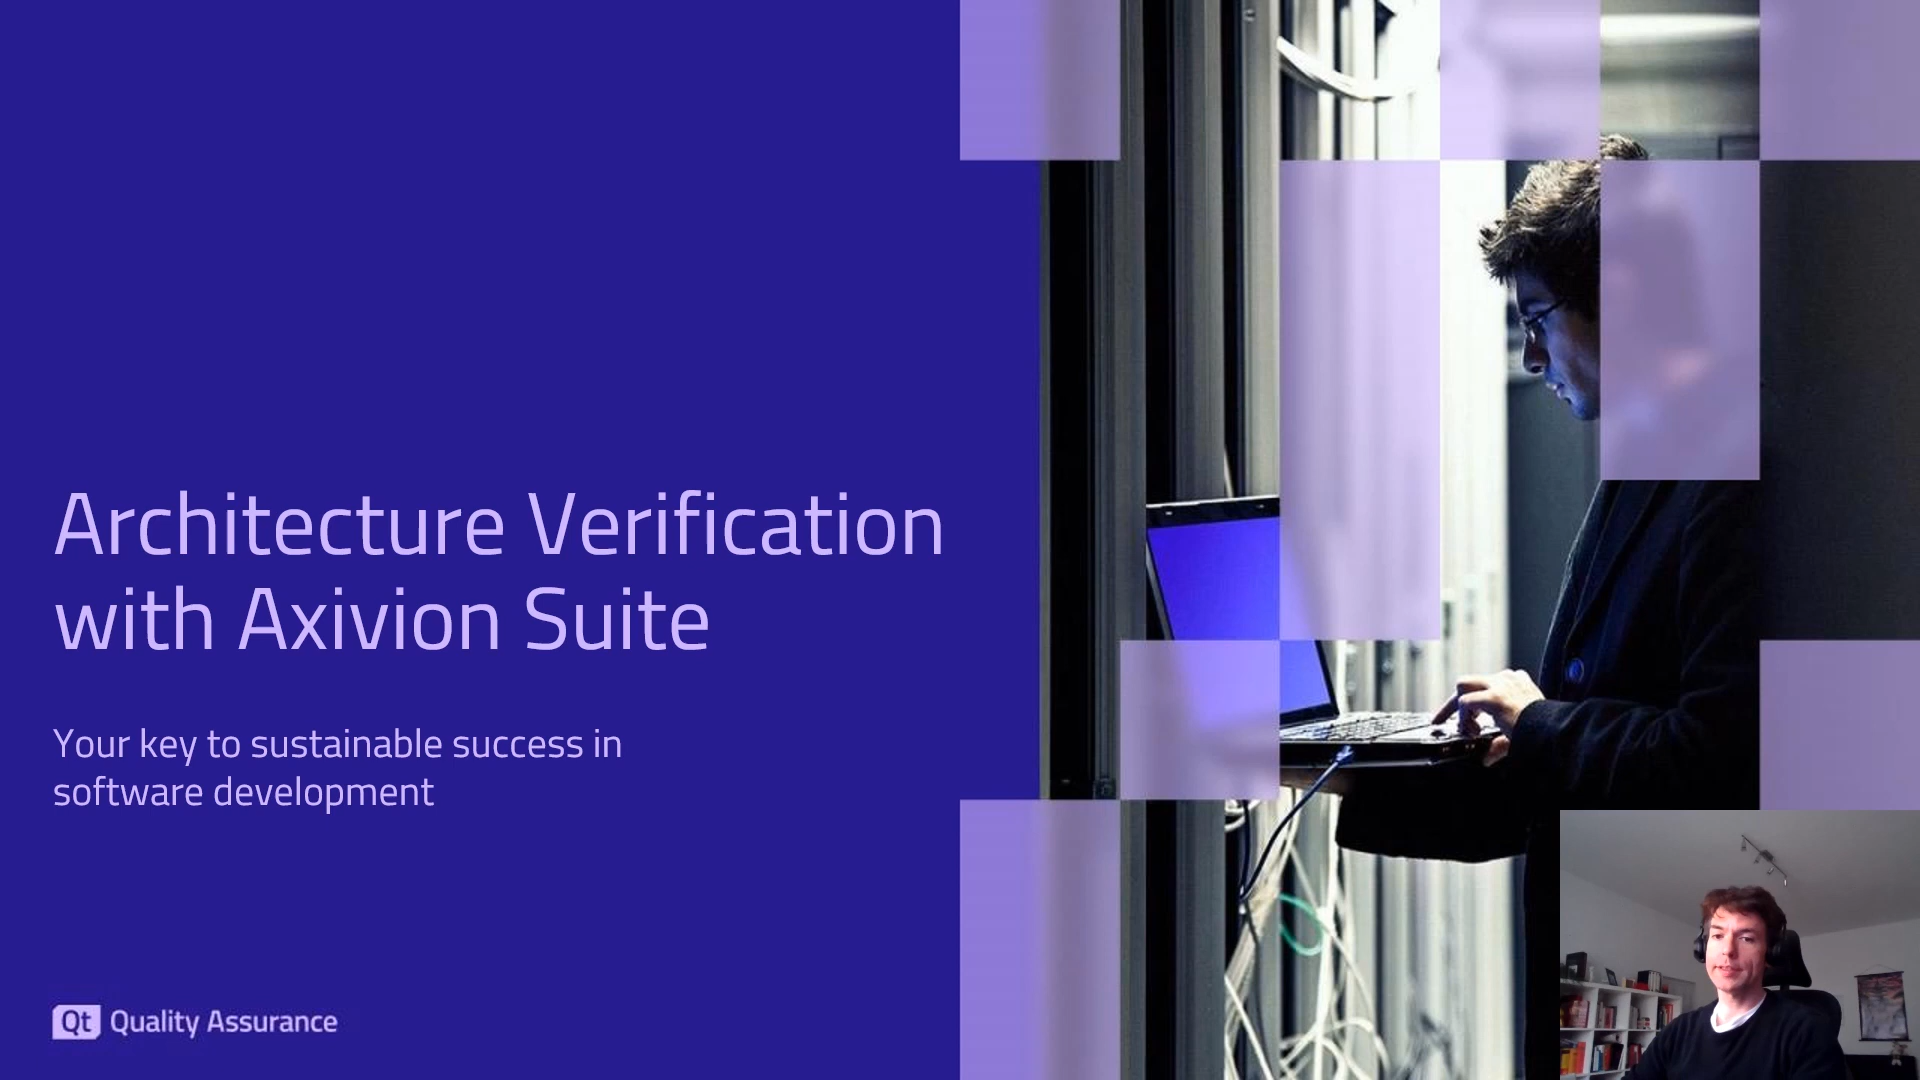 Architecture Verification
with Axivion Suite
Your key to sustainable success in
software development
Qt Quality Assurance